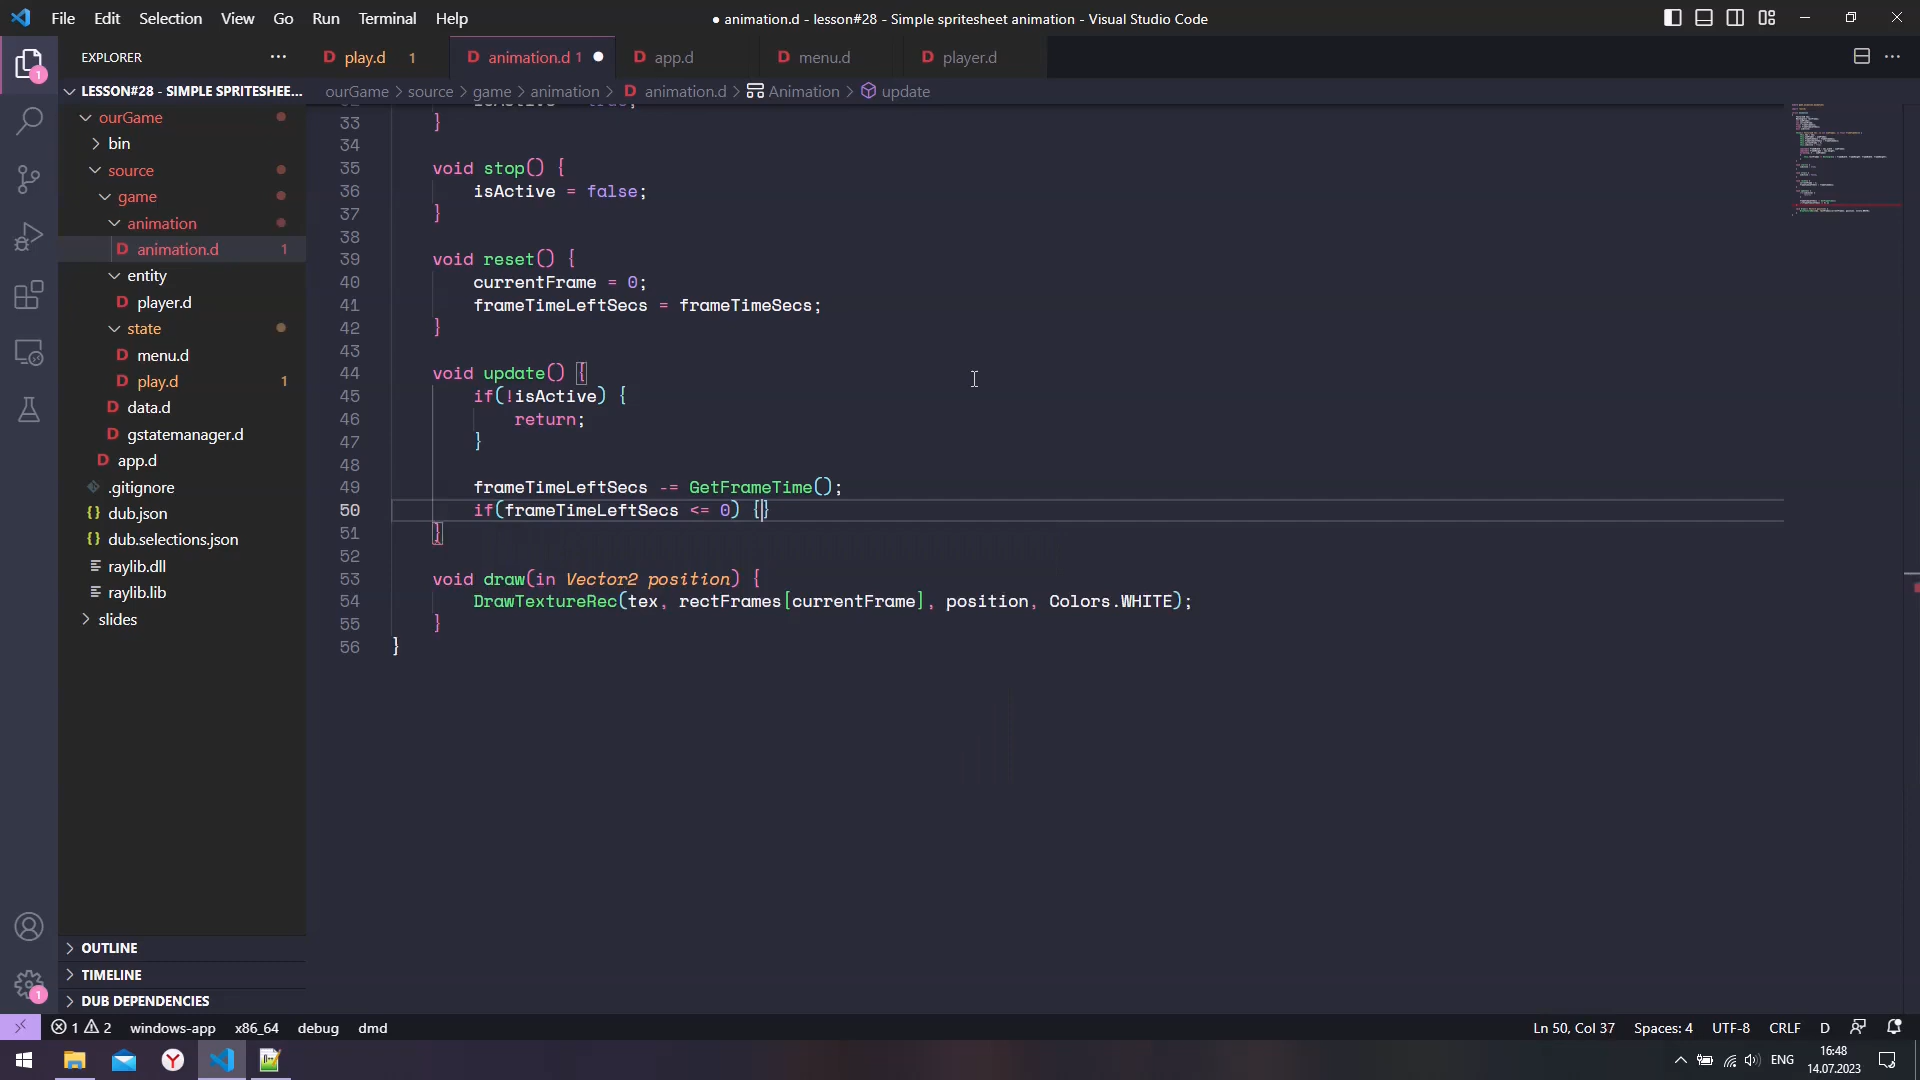 File Edit Selection View Go Run Terminal Help
● animation.d - lesson#28 - Simple spritesheet animation - Visual Studio Code
EXPLORER
play.d 1
animation.d 1
app.d
menu.d
player.d
LESSON#28 - SIMPLE SPRITESHEE...
ourGame > source > game > animation > animation.d > Animation > update
ourGame
bin
source
game
animation
animation.d 1
entity
player.d
state
menu.d
play.d 1
data.d
gstatemanager.d
app.d
.gitignore
dub.json
dub.selections.json
raylib.dll
raylib.lib
slides
33 }
34
35 void stop() {
36 isActive = false;
37 }
38
39 void reset() {
40 currentFrame = 0;
41 frameTimeLeftSecs = frameTimeSecs;
42 }
43
44 void update() {
45 if(!isActive) {
46 return;
47 }
48
49 frameTimeLeftSecs -= GetFrameTime();
50 if(frameTimeLeftSecs <= 0) {}
51 }
52
53 void draw(in Vector2 position) {
54 DrawTextureRec(tex, rectFrames[currentFrame], position, Colors.WHITE);
55 }
56 }
OUTLINE
TIMELINE
DUB DEPENDENCIES
1 2 windows-app x86_64 debug dmd
Ln 50, Col 37 Spaces: 4 UTF-8 CRLF D
ENG
16:48
14.07.2023